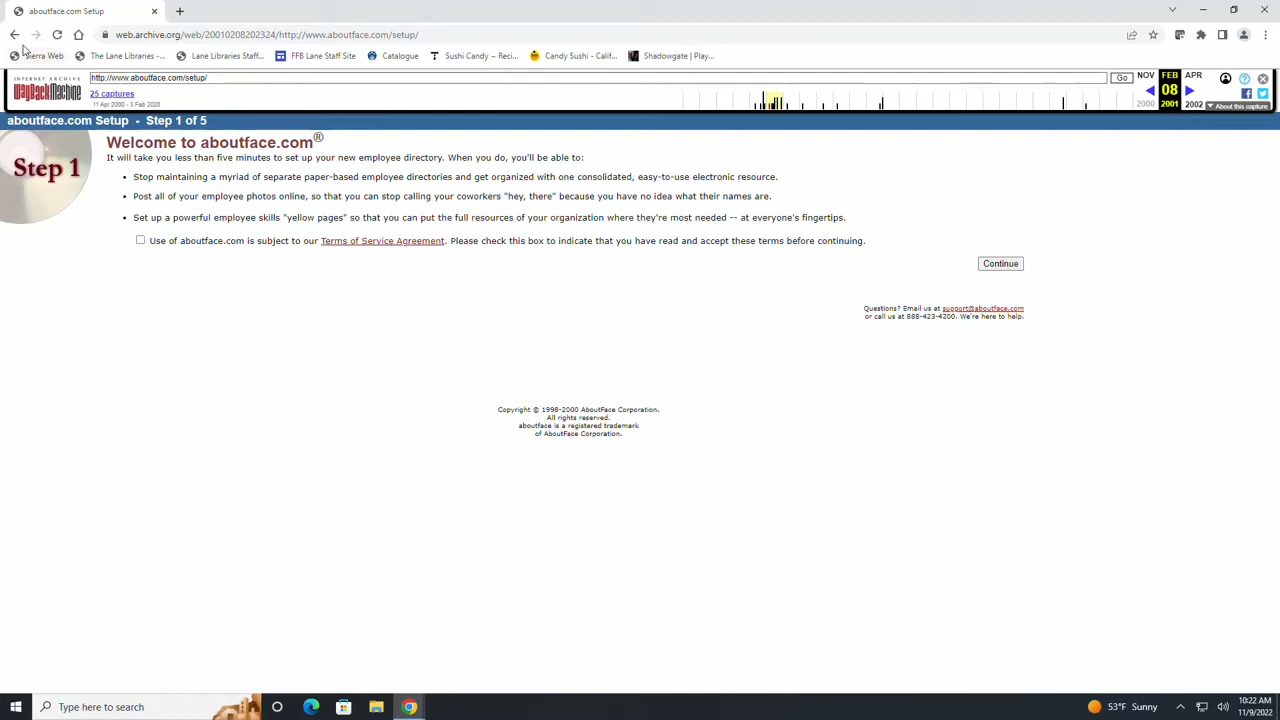 aboutface.com Setup
web.archive.org/web/20010208202324/http://www.aboutface.com/setup/
Sierra Web
The Lane Libraries -...
Lane Libraries Staff...
FFB Lane Staff Site
Catalogue
Sushi Candy -- Reci...
Candy Sushi - Calif...
Shadowgate | Play...
INTERNET ARCHIVE
WayBackMachine
http://www.aboutface.com/setup/
Go
NOV
FEB
APR
25 captures
08
11 Apr 2000 - 3 Feb 2020
2000
2001
2002
About this capture
aboutface.com Setup - Step 1 of 5
Step 1
Welcome to aboutface.com®
It will take you less than five minutes to set up your new employee directory. When you do, you'll be able to:
• Stop maintaining a myriad of separate paper-based employee directories and get organized with one consolidated, easy-to-use electronic resource.
• Post all of your employee photos online, so that you can stop calling your coworkers "hey, there" because you have no idea what their names are.
• Set up a powerful employee skills "yellow pages" so that you can put the full resources of your organization where they're most needed -- at everyone's fingertips.
Use of aboutface.com is subject to our Terms of Service Agreement. Please check this box to indicate that you have read and accept these terms before continuing.
Continue
Questions? Email us at support@aboutface.com
or call us at 888-423-4200. We're here to help.
Copyright © 1998-2000 AboutFace Corporation.
All rights reserved.
aboutface is a registered trademark
of AboutFace Corporation.
Type here to search
53°F Sunny
10:22 AM
11/9/2022